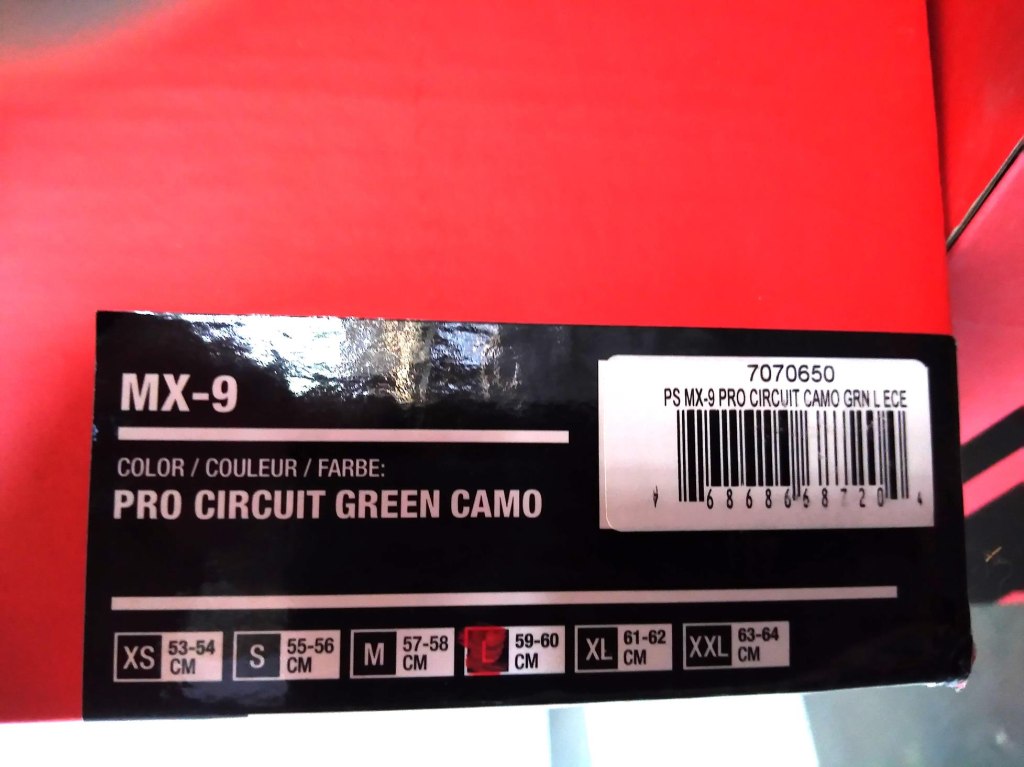 MX-9
COLOR / COULEUR / FARBE:
PRO CIRCUIT GREEN CAMO
7070650
PS MX-9 PRO CIRCUIT CAMO GRN L ECE
68686 68720 4
XS 53-54 CM
S 55-56 CM
M 57-58 CM
L 59-60 CM
XL 61-62 CM
XXL 63-64 CM